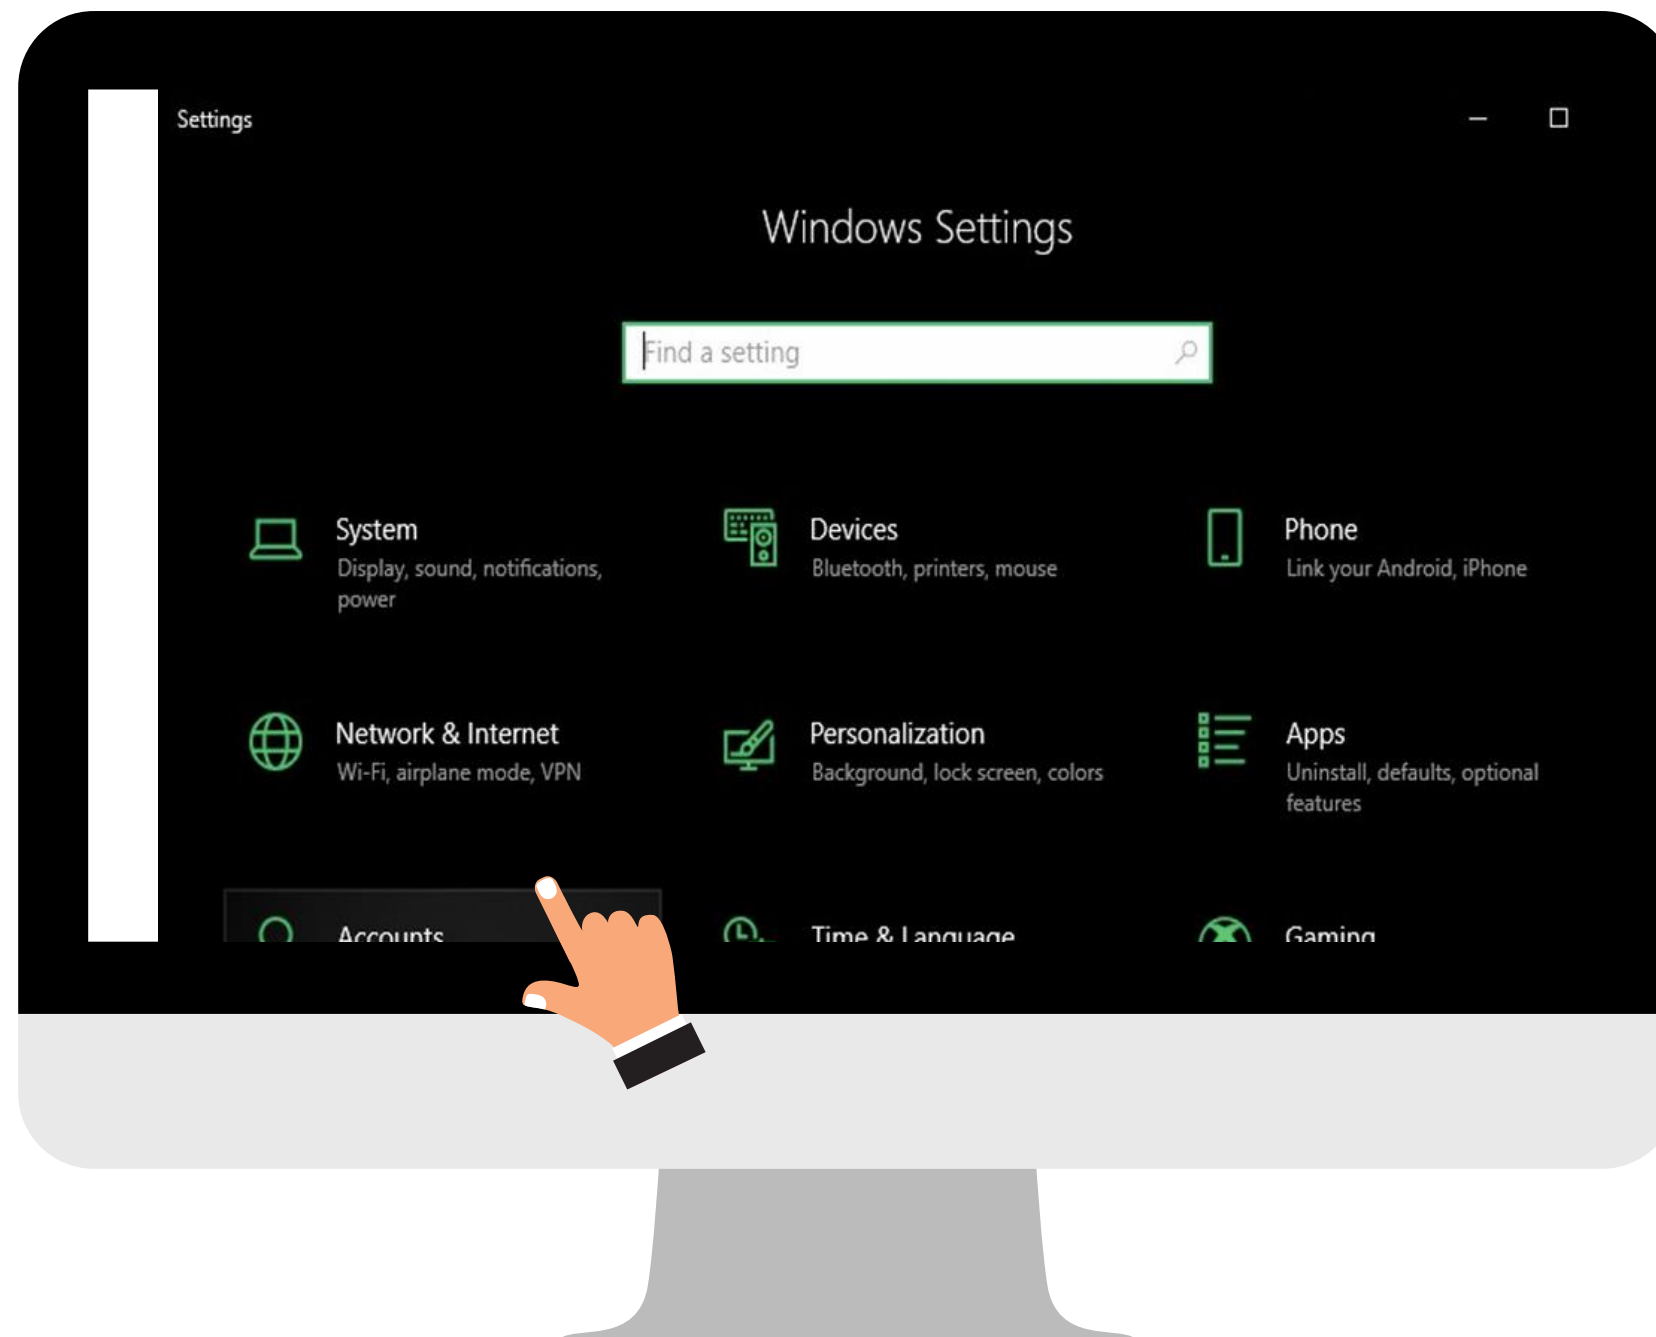 Settings
Windows Settings
Find a setting
System
Display, sound, notifications,
power
Devices
Bluetooth, printers, mouse
Phone
Link your Android, iPhone
Network & Internet
Wi-Fi, airplane mode, VPN
Personalization
Background, lock screen, colors
Apps
Uninstall, defaults, optional
features
Accounts
Time & Language
Gaming